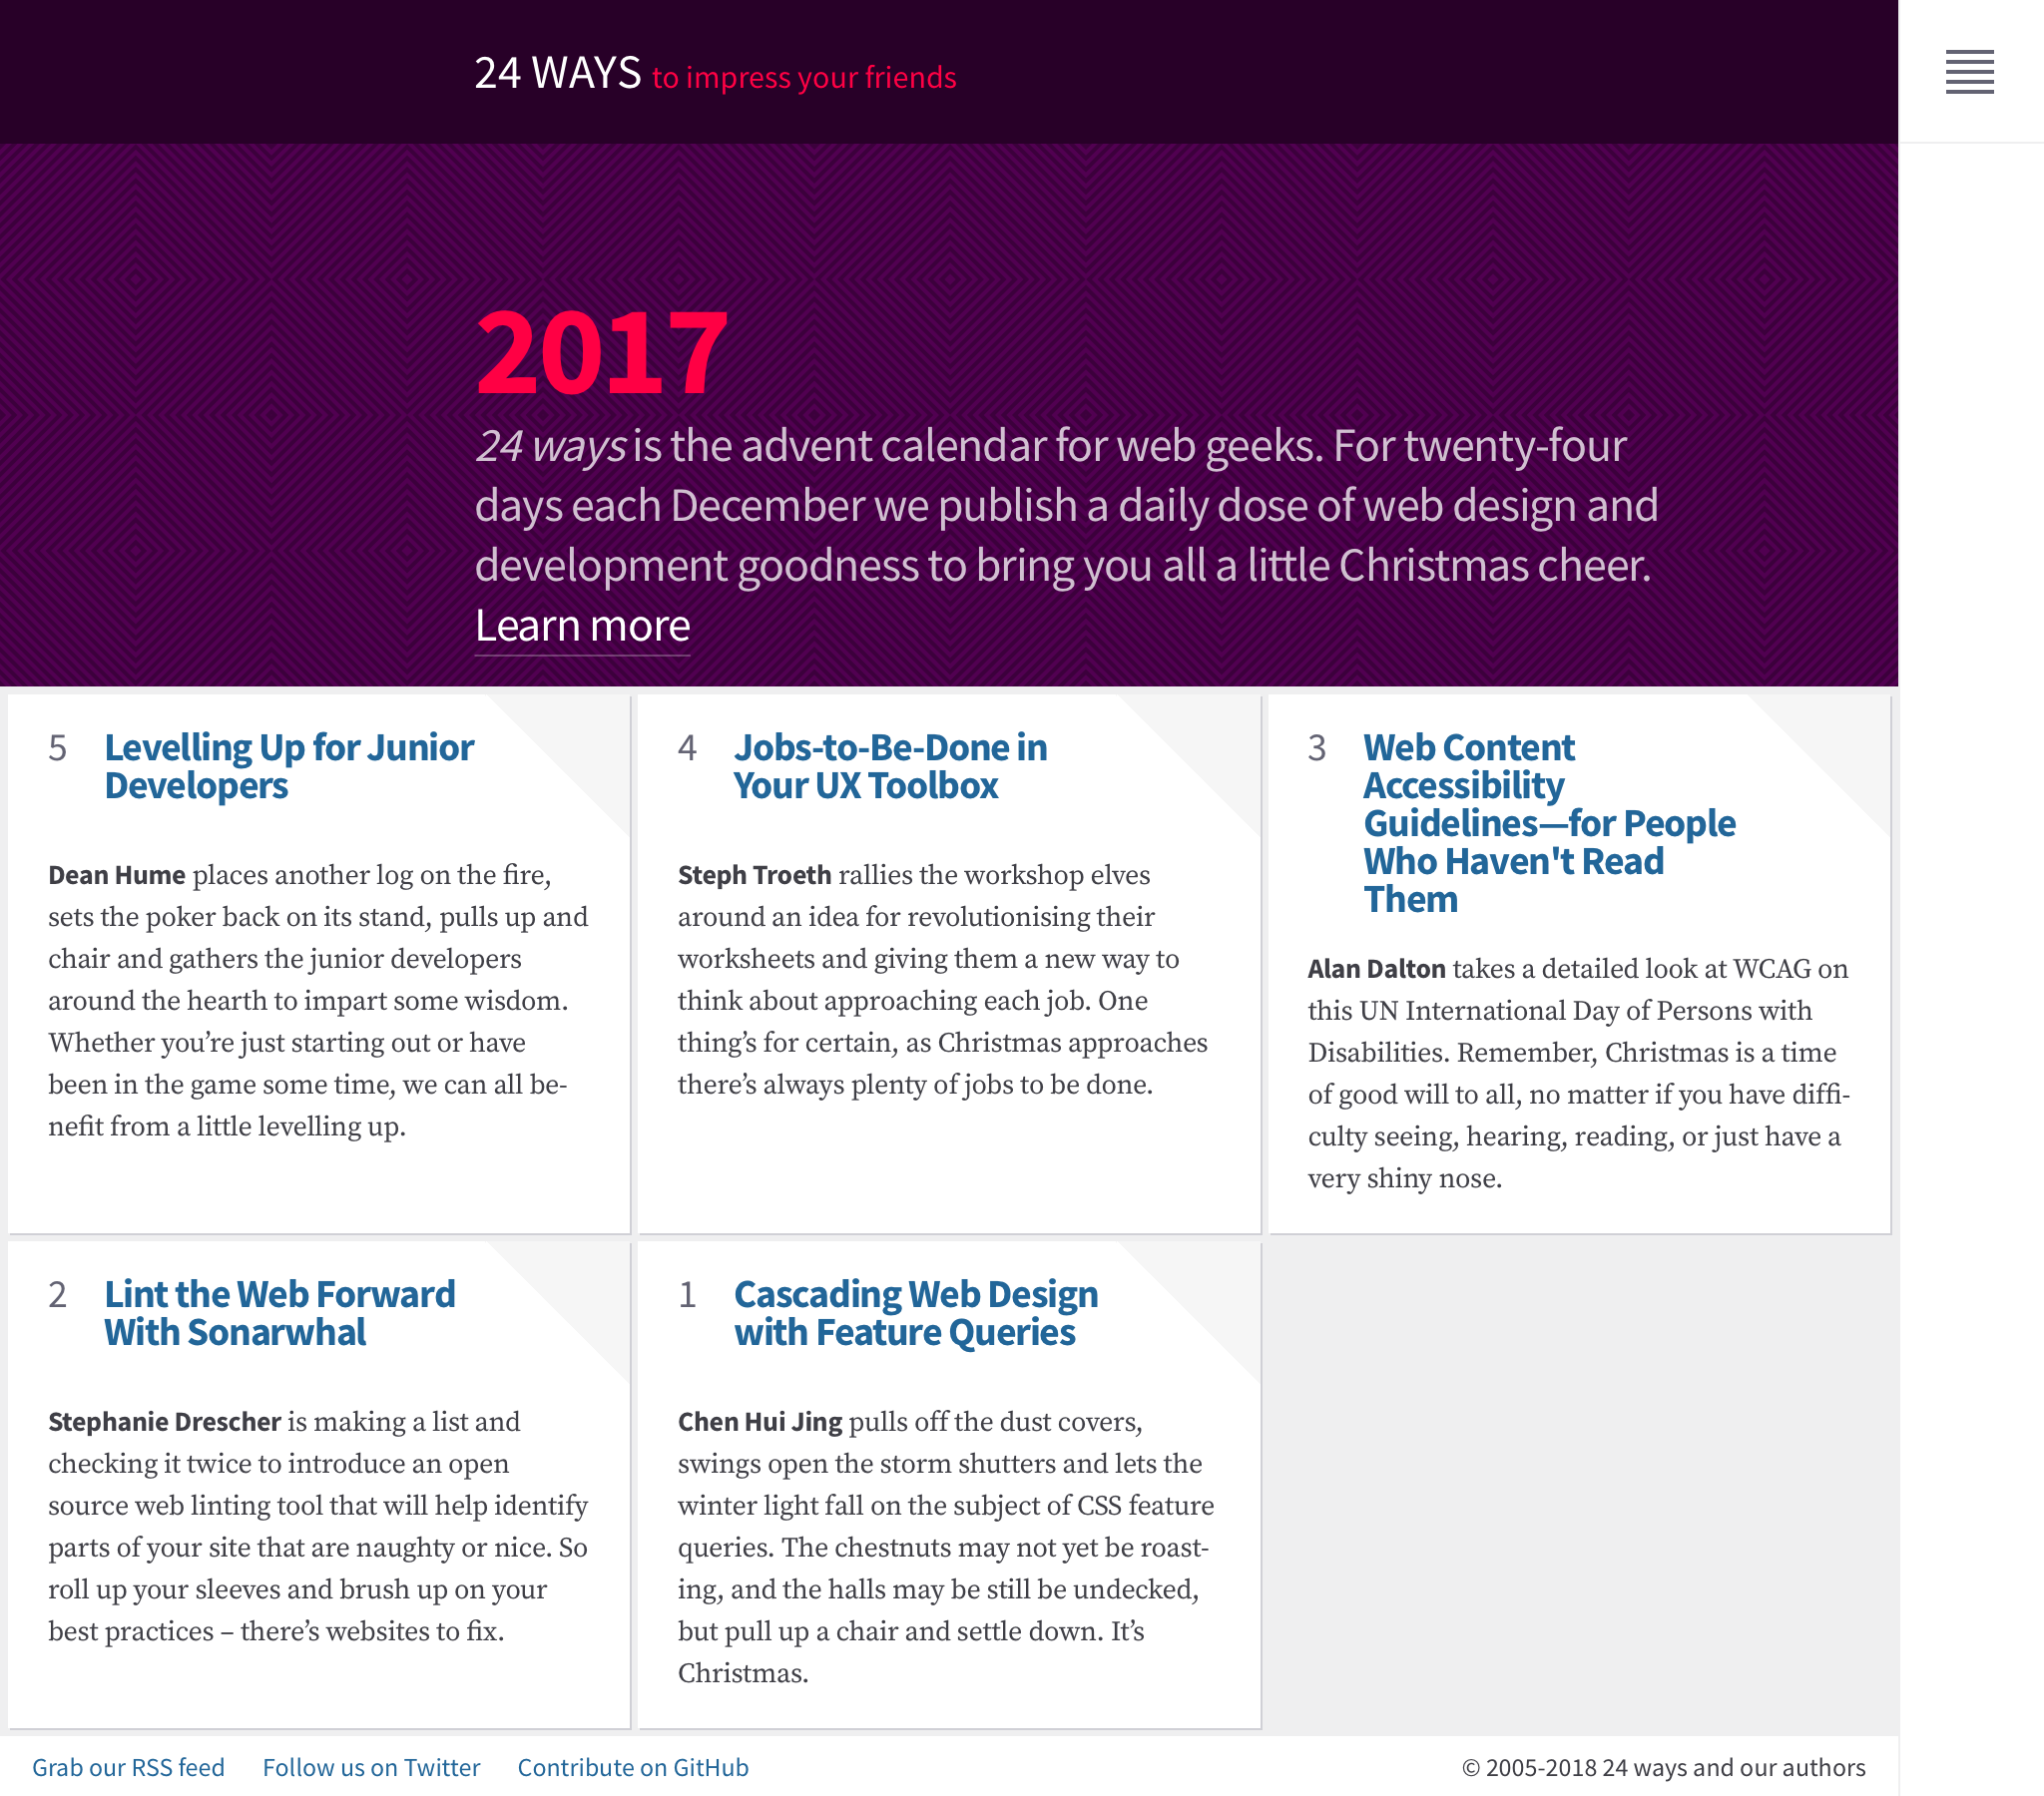 24 WAYS to impress your friends
2017
24 ways is the advent calendar for web geeks. For twenty-four
days each December we publish a daily dose of web design and
development goodness to bring you all a little Christmas cheer.
Learn more
5 Levelling Up for Junior
Developers
Dean Hume places another log on the fire,
sets the poker back on its stand, pulls up and
chair and gathers the junior developers
around the hearth to impart some wisdom.
Whether you’re just starting out or have
been in the game some time, we can all be-
nefit from a little levelling up.
4 Jobs-to-Be-Done in
Your UX Toolbox
Steph Troeth rallies the workshop elves
around an idea for revolutionising their
worksheets and giving them a new way to
think about approaching each job. One
thing’s for certain, as Christmas approaches
there’s always plenty of jobs to be done.
3 Web Content
Accessibility
Guidelines—for People
Who Haven't Read
Them
Alan Dalton takes a detailed look at WCAG on
this UN International Day of Persons with
Disabilities. Remember, Christmas is a time
of good will to all, no matter if you have diffi-
culty seeing, hearing, reading, or just have a
very shiny nose.
2 Lint the Web Forward
With Sonarwhal
Stephanie Drescher is making a list and
checking it twice to introduce an open
source web linting tool that will help identify
parts of your site that are naughty or nice. So
roll up your sleeves and brush up on your
best practices – there’s websites to fix.
1 Cascading Web Design
with Feature Queries
Chen Hui Jing pulls off the dust covers,
swings open the storm shutters and lets the
winter light fall on the subject of CSS feature
queries. The chestnuts may not yet be roast-
ing, and the halls may be still be undecked,
but pull up a chair and settle down. It’s
Christmas.
Grab our RSS feed Follow us on Twitter Contribute on GitHub © 2005-2018 24 ways and our authors